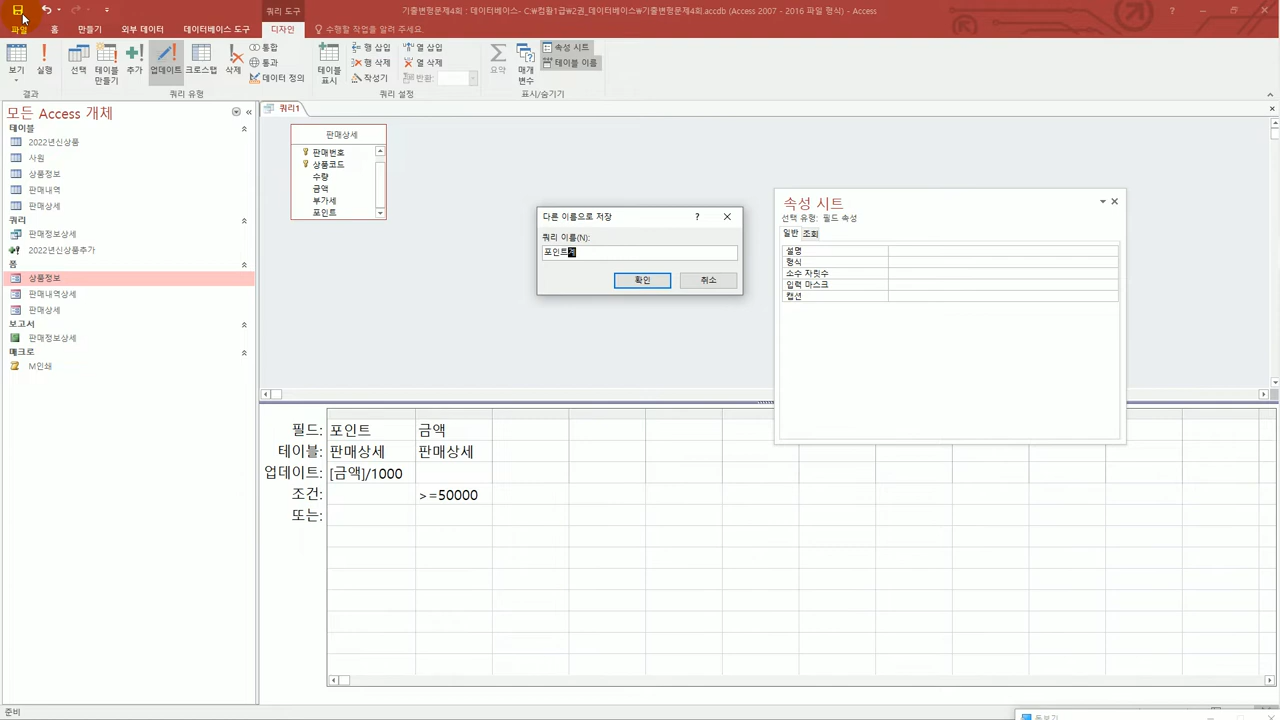 쿼리 도구
기출변형문제4회 : 데이터베이스- C:₩컴활1급₩2권_데이터베이스₩기출변형문제4회.accdb (Access 2007 - 2016 파일 형식) - Access
파일 홈 만들기 외부 데이터 데이터베이스 도구 디자인 수행할 작업을 알려 주세요.
보기 실행 선택 테이블 만들기 추가 업데이트 크로스탭 삭제 통합 통과 데이터 정의 테이블 표시 행 삽입 행 삭제 작성기 열 삽입 열 삭제 반환: 요약 매개 변수 속성 시트 테이블 이름
결과 쿼리 유형 쿼리 설정 표시/숨기기
모든 Access 개체
테이블
2022년신상품
사원
상품정보
판매내역
판매상세
쿼리
판매정보상세
2022년신상품추가
폼
상품정보
판매내역상세
판매상세
보고서
판매정보상세
매크로
M인쇄
쿼리1
판매상세
판매번호
상품코드
수량
금액
부가세
포인트
다른 이름으로 저장
쿼리 이름(N):
확인 취소
속성 시트
선택 유형: 필드 속성
일반 조회
설명
형식
소수 자릿수
입력 마스크
캡션
필드: 포인트 금액
테이블: 판매상세 판매상세
업데이트: [금액]/1000
조건: >=50000
또는:
준비
돋보기